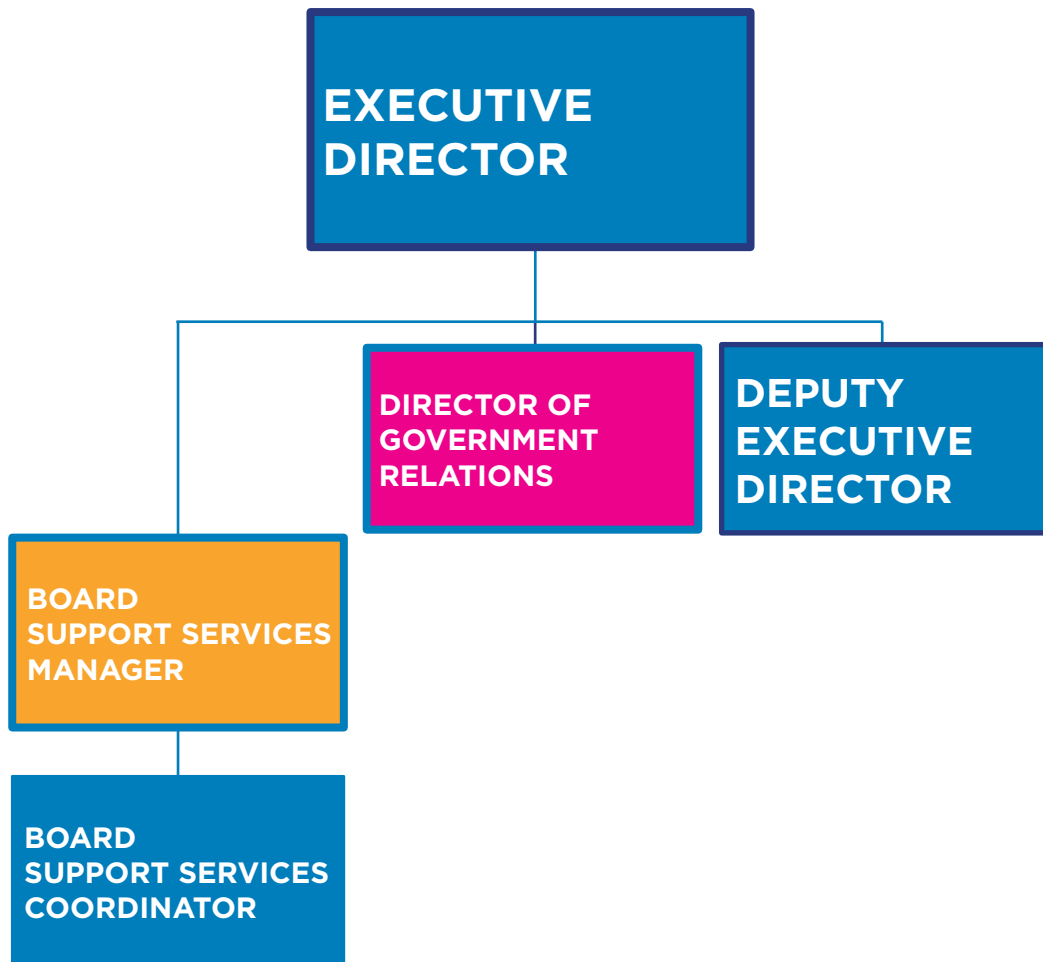 EXECUTIVE
DIRECTOR
DIRECTOR OF
GOVERNMENT
RELATIONS
DEPUTY
EXECUTIVE
DIRECTOR
BOARD
SUPPORT SERVICES
MANAGER
BOARD
SUPPORT SERVICES
COORDINATOR